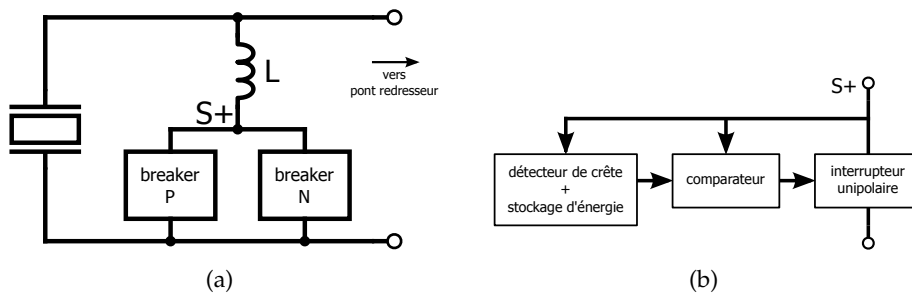 L
S+
breaker
P
breaker
N
vers
pont redresseur
(a)
S+
détecteur de crête
+
stockage d'énergie
comparateur
interrupteur
unipolaire
(b)